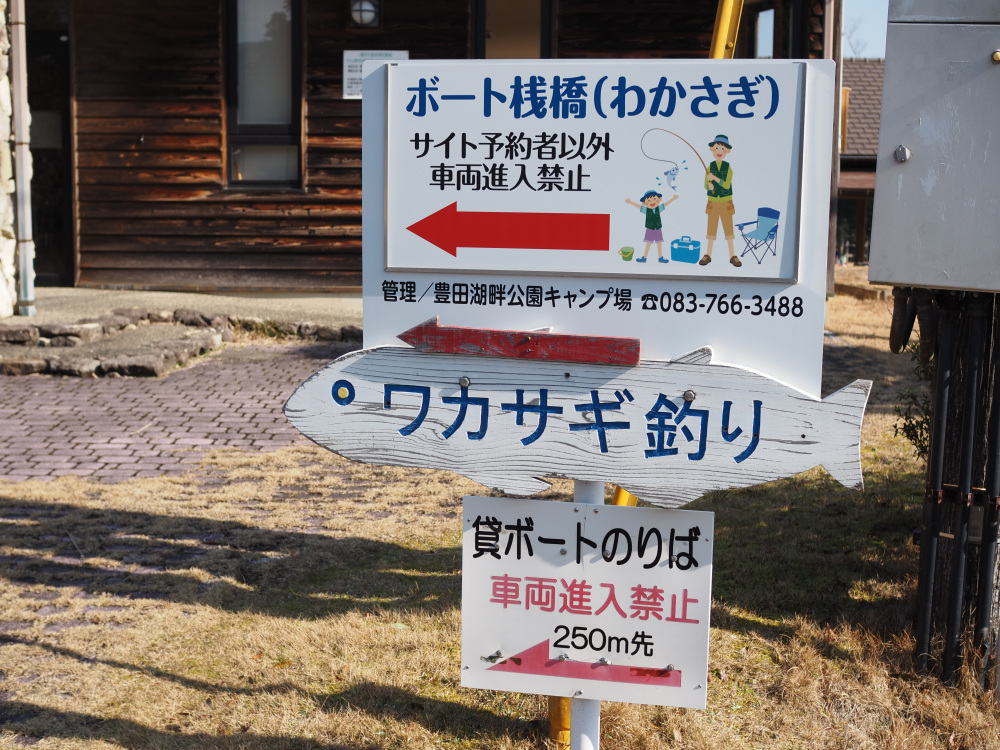 ボート桟橋(わかさぎ)
サイト予約者以外
車両進入禁止
管理／豊田湖畔公園キャンプ場 ☎083-766-3488
ワカサギ釣り
貸ボートのりば
車両進入禁止
250m先